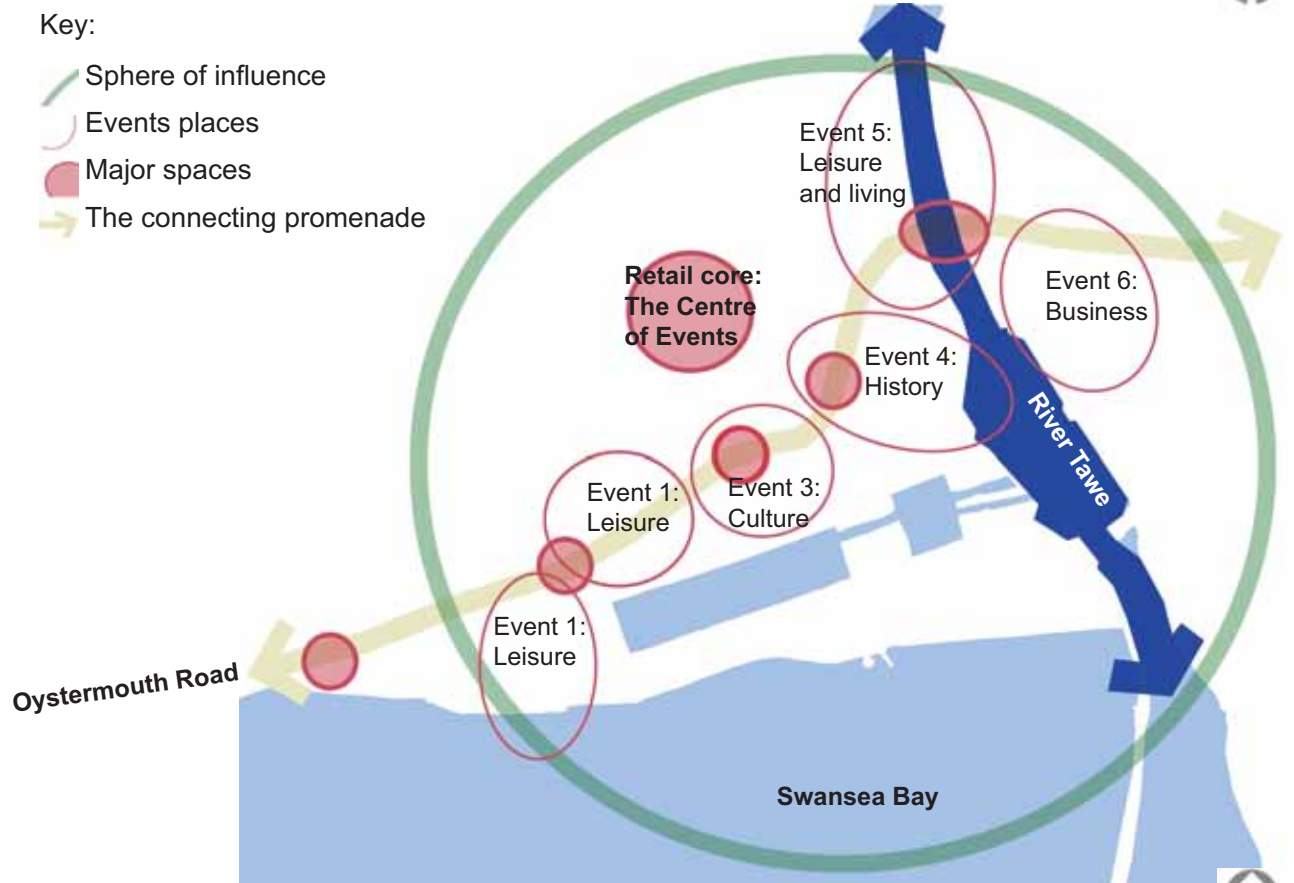 Key:
Sphere of influence
Events places
Major spaces
The connecting promenade
Event 5:
Leisure
and living
Retail core:
The Centre
of Events
Event 6:
Business
Event 4:
History
River Tawe
Event 1:
Leisure
Event 3:
Culture
Event 1:
Leisure
Oystermouth Road
Swansea Bay